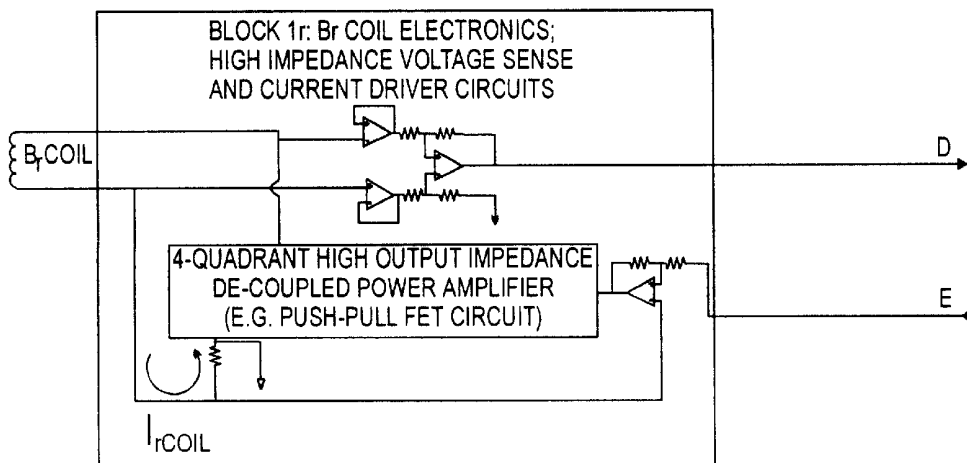 BLOCK 1r: Br COIL ELECTRONICS;
HIGH IMPEDANCE VOLTAGE SENSE
AND CURRENT DRIVER CIRCUITS
BrCOIL
D
4-QUADRANT HIGH OUTPUT IMPEDANCE
DE-COUPLED POWER AMPLIFIER
(E.G. PUSH-PULL FET CIRCUIT)
E
IrCOIL